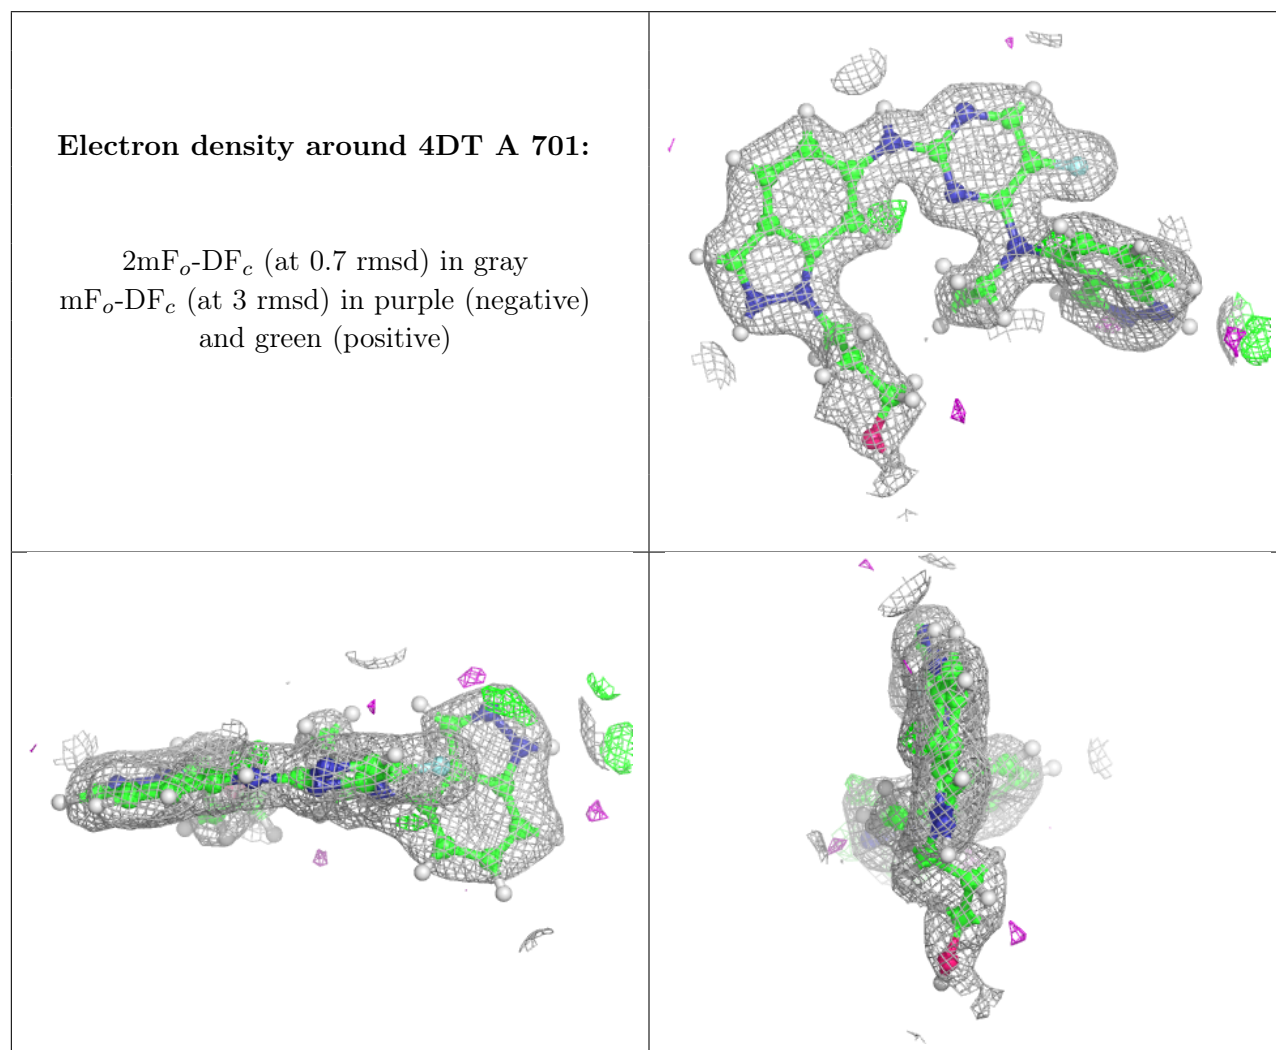 Electron density around 4DT A 701:
2mFo-DFc (at 0.7 rmsd) in gray
mFo-DFc (at 3 rmsd) in purple (negative)
and green (positive)